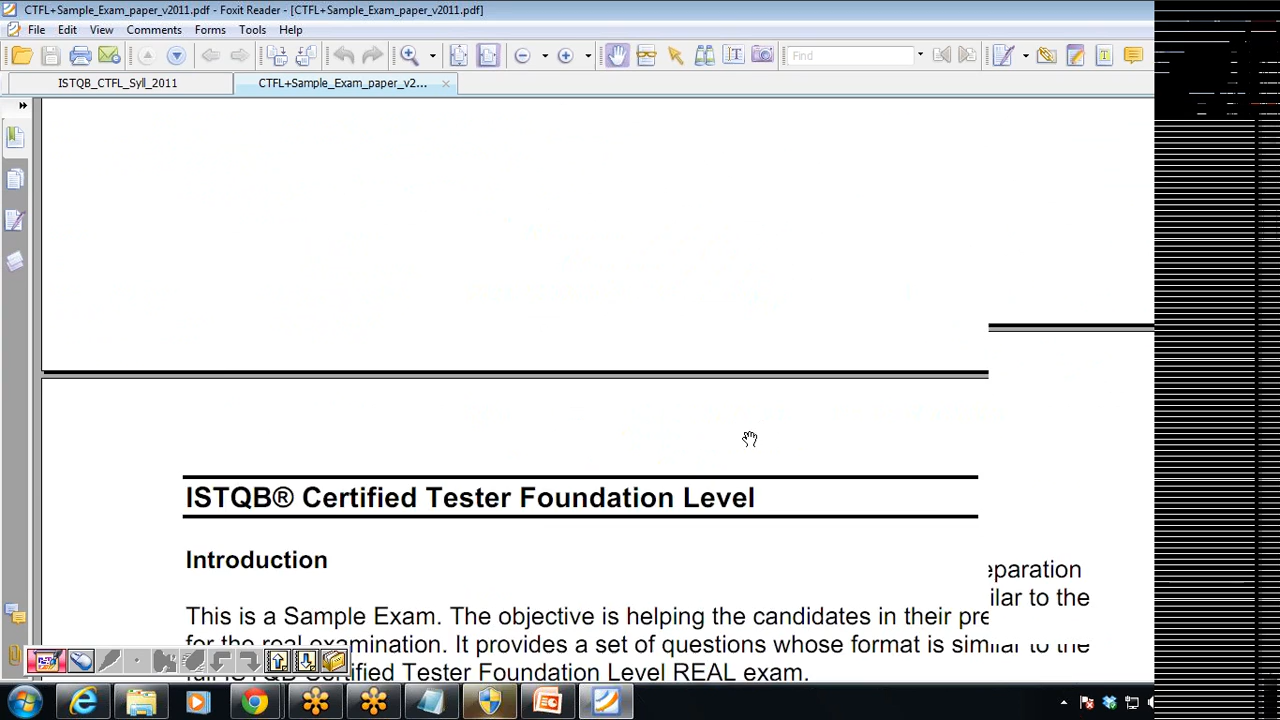 CTFL+Sample_Exam_paper_v2011.pdf - Foxit Reader - [CTFL+Sample_Exam_paper_v2011.pdf]
File Edit View Comments Forms Tools Help
Find
ISTQB_CTFL_Syll_2011 CTFL+Sample_Exam_paper_v2...
ISTQB® Certified Tester Foundation Level
Introduction
eparation
ilar to the
This is a Sample Exam. The objective is helping the candidates in their pre
for the real examination. It provides a set of questions whose format is similar to the
full ISTQB Certified Tester Foundation Level REAL exam.